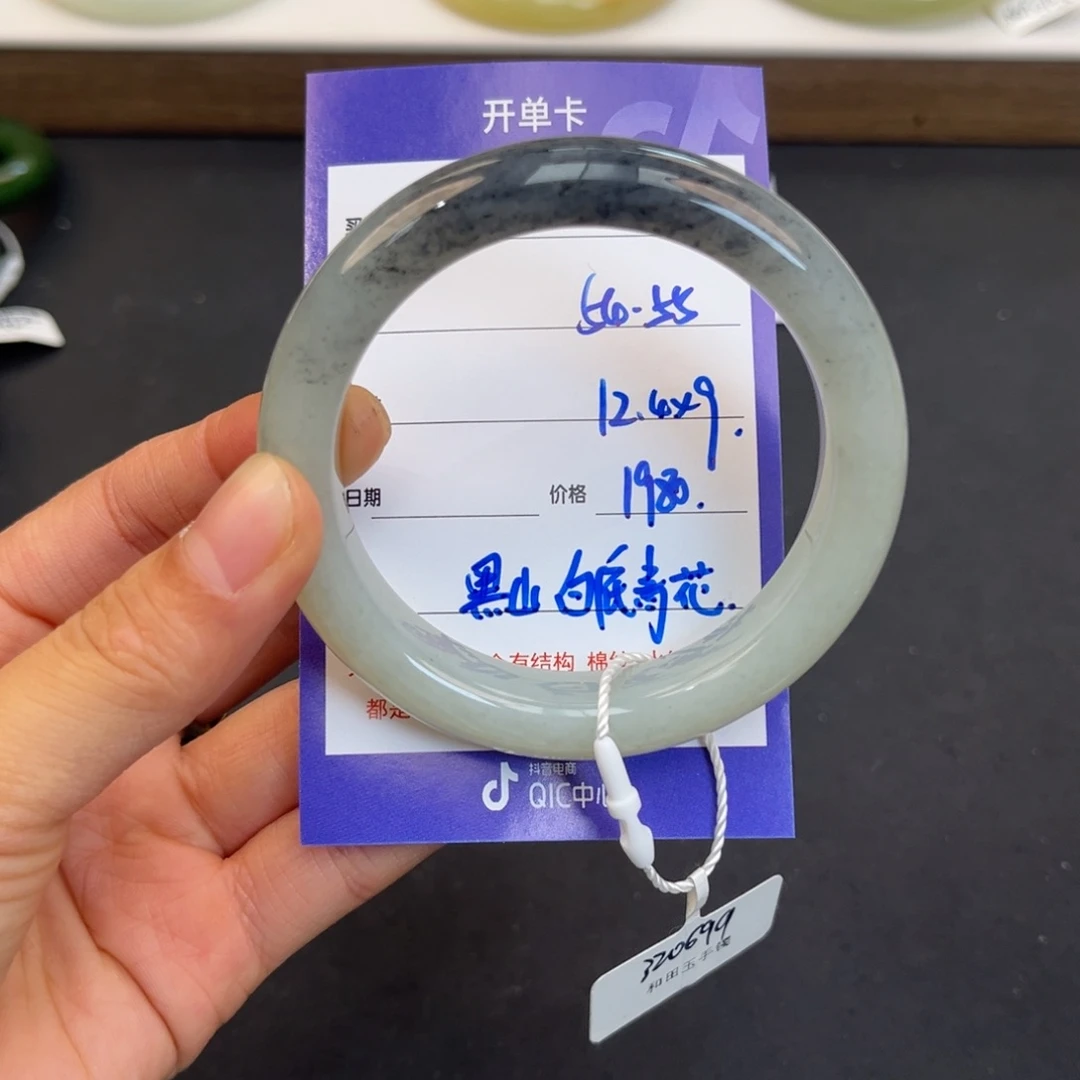 开单卡
56-55
12.4x9.
日期 价格 1980.
黑山 白底青花.
有结构 棉
都是
抖音电商
QIC中心
320699
和田玉手镯